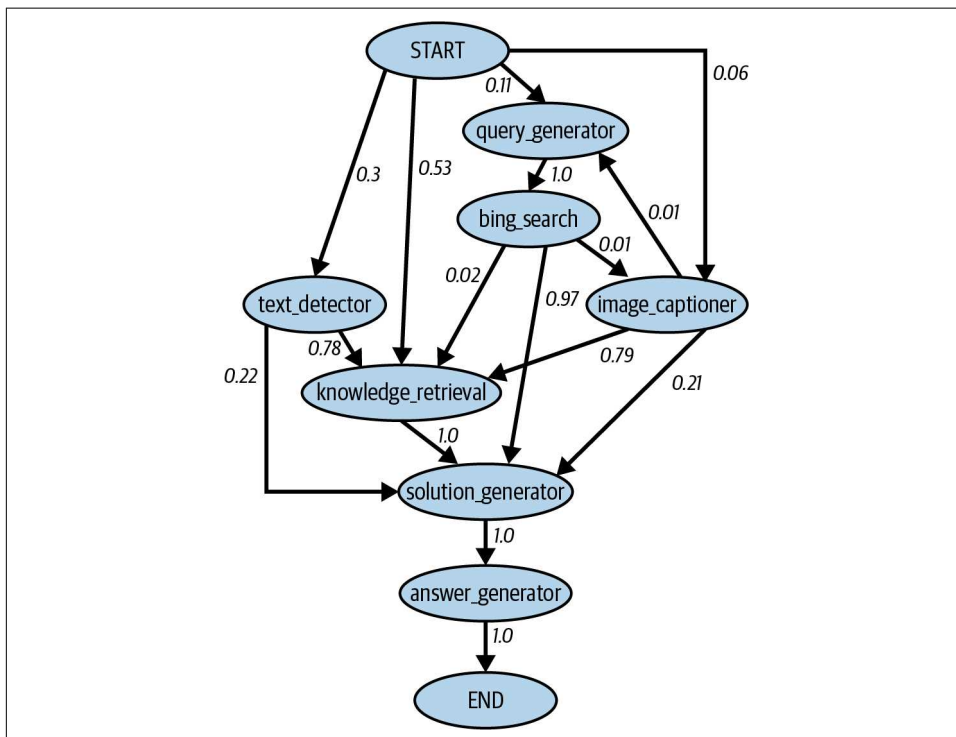 START
0.06
0.11
query_generator
0.3
0.53
1.0
bing_search
0.01
0.01
0.02
text_detector
0.97
image_captioner
0.78
0.79
0.22
0.21
knowledge_retrieval
1.0
solution_generator
1.0
answer_generator
1.0
END